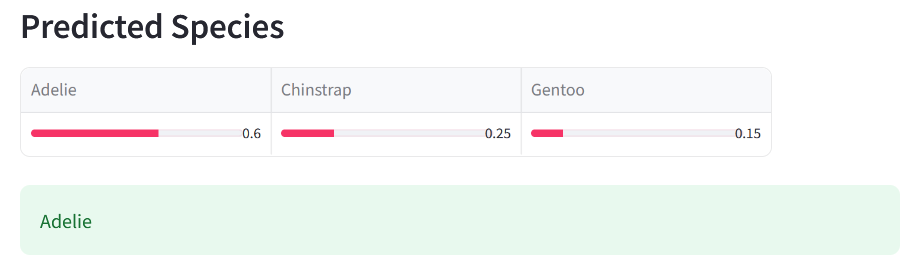 Predicted Species
Adelie Chinstrap Gentoo
0.6 0.25 0.15
Adelie